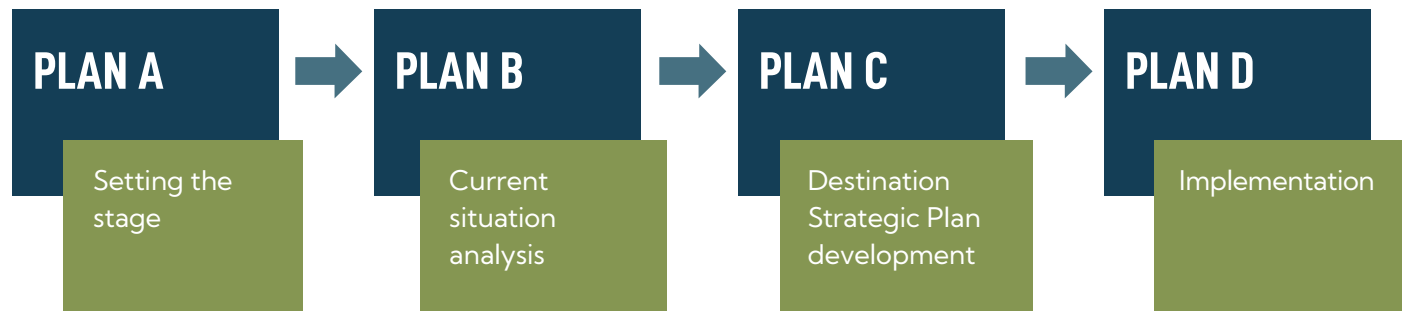 PLAN A
Setting the
stage
PLAN B
Current
situation
analysis
PLAN C
Destination
Strategic Plan
development
PLAN D
Implementation